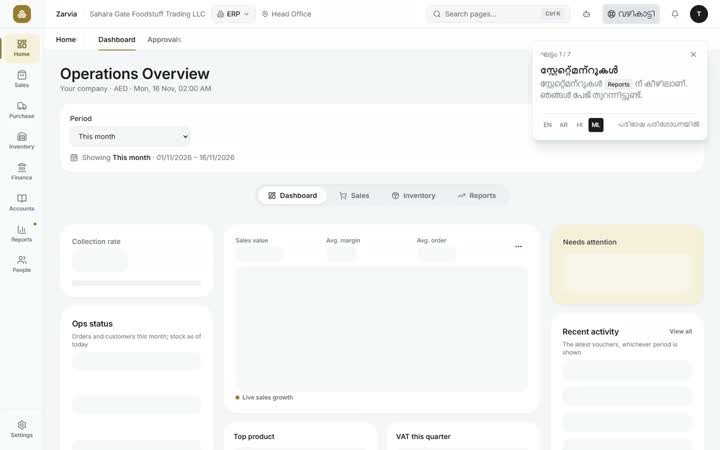 Zarvia
Sahara Gate Foodstuff Trading LLC
ERP
Head Office
Search pages...
Ctrl K
വഴികാട്ടി
T
Home
Dashboard
Approvals
Home
Sales
Purchase
Inventory
Finance
Accounts
Reports
People
Settings
Operations Overview
Your company · AED · Mon, 16 Nov, 02:00 AM
Period
This month
Showing This month · 01/11/2026 – 16/11/2026
ഘട്ടം 1 / 7
സ്റ്റേറ്റ്മെന്റുകൾ
സ്റ്റേറ്റ്മെന്റുകൾ Reports ന് കീഴിലാണ്.
ഞങ്ങൾ പേജ് തുറന്നിട്ടുണ്ട്.
EN AR HI ML
പരിഭാഷ പരിശോധനയിൽ
Dashboard
Sales
Inventory
Reports
Collection rate
Sales value
Avg. margin
Avg. order
Needs attention
Ops status
Orders and customers this month; stock as of
today
Live sales growth
Recent activity
View all
The latest vouchers, whichever period is
shown
Top product
VAT this quarter